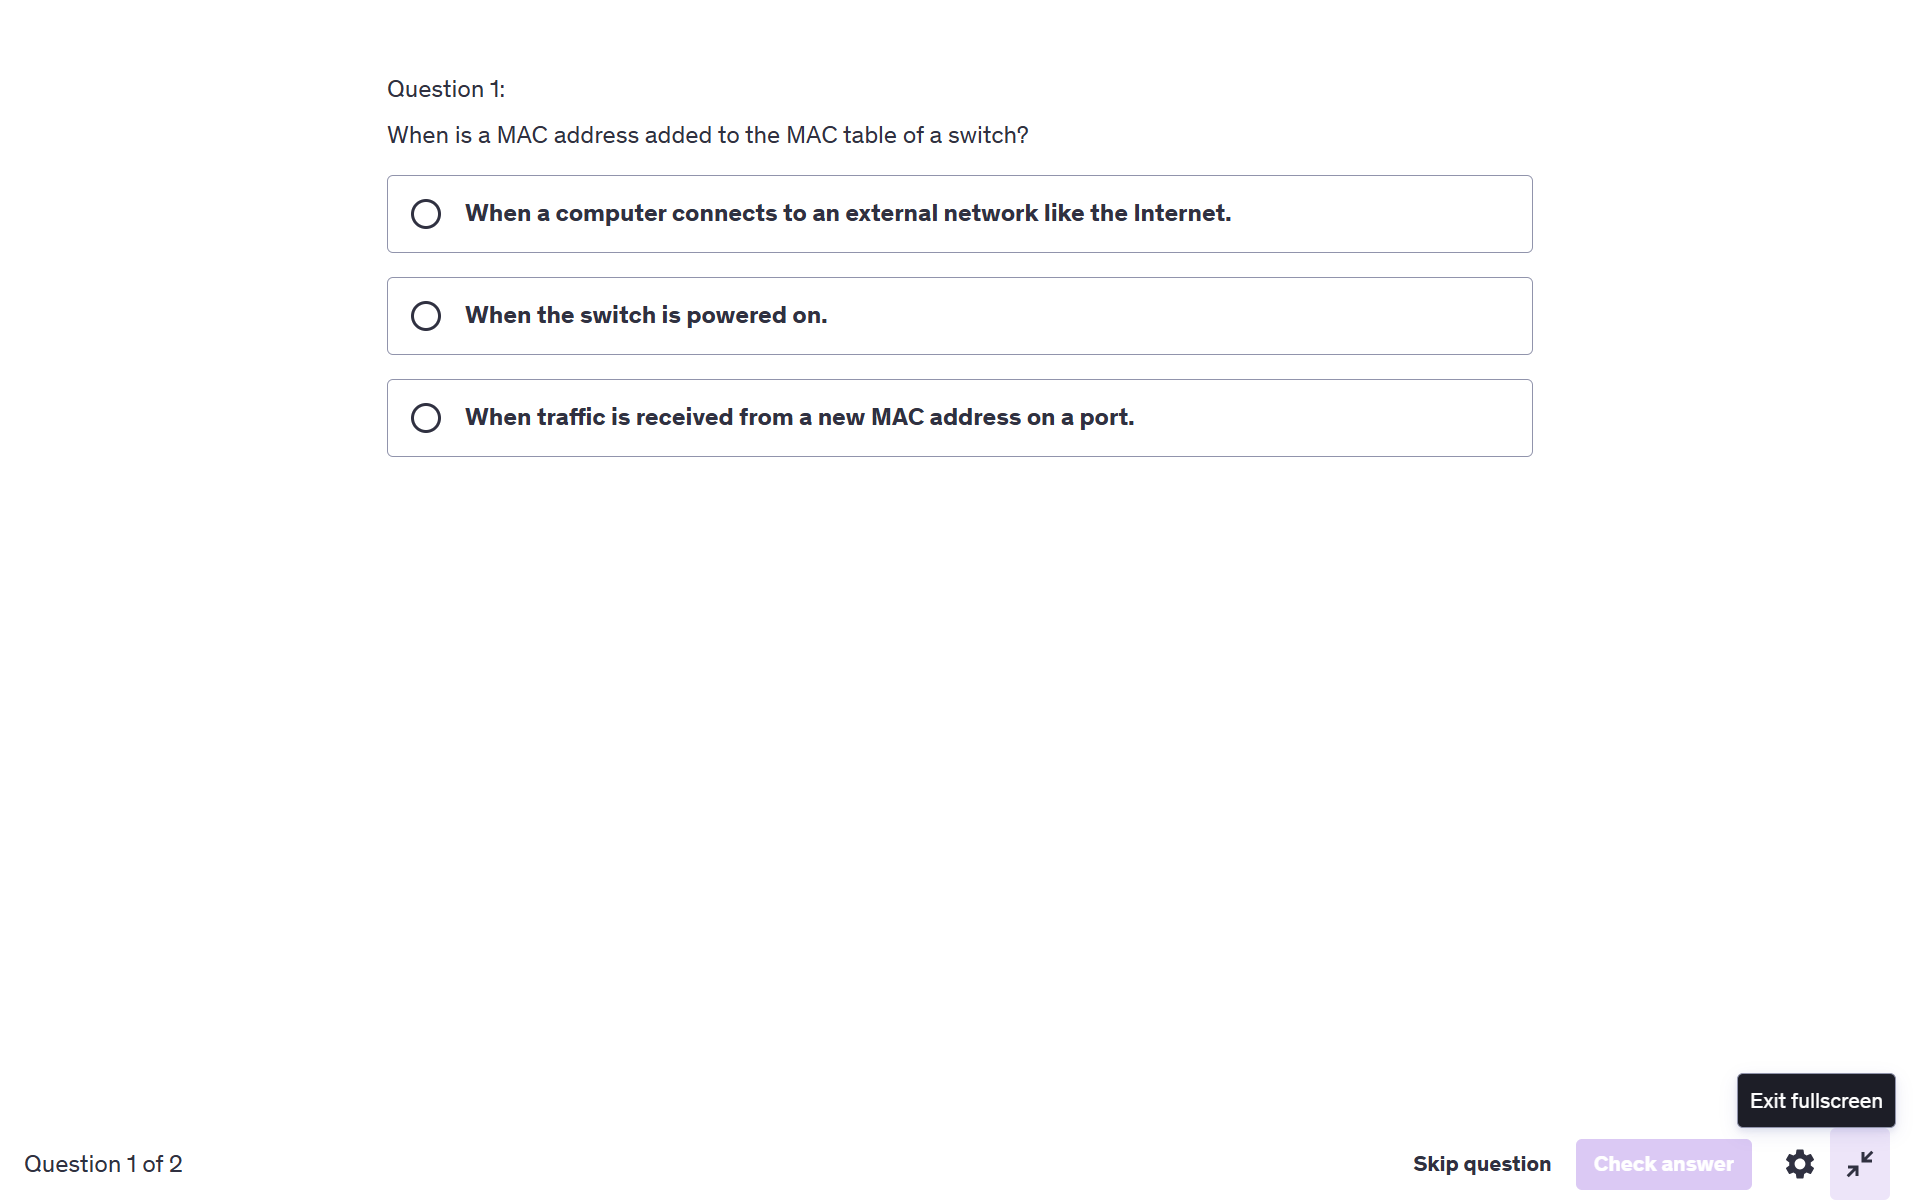 Question 1:
When is a MAC address added to the MAC table of a switch?
When a computer connects to an external network like the Internet.
When the switch is powered on.
When traffic is received from a new MAC address on a port.
Exit fullscreen
Question 1 of 2
Skip question
Check answer